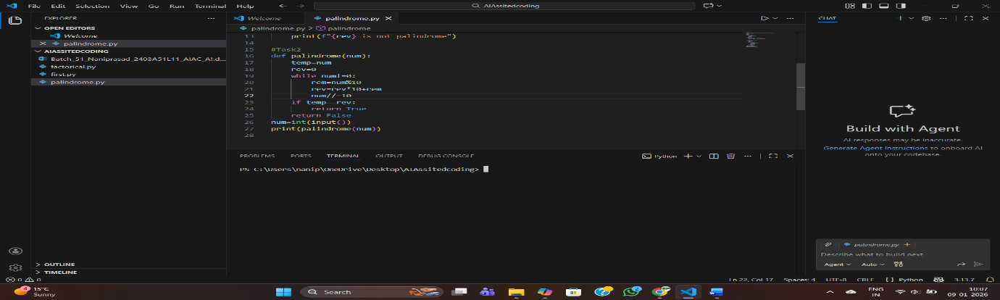 File Edit Selection View Go Run Terminal Help
AIAssitedcoding
EXPLORER
OPEN EDITORS
Welcome
palindrome.py
AIASSITEDCODING
Batch_51_Naniprasad_2403A51L11_AIAC_A!.d...
factorical.py
first.py
palindrome.py
OUTLINE
TIMELINE
Welcome
palindrome.py
palindrome.py > palindrome
13 print(f"{rev} is not palindrome")
14
15 #Task2
16 def palindrome(num):
17 temp=num
18 rev=0
19 while num!=0:
20 rem=num%10
21 rev=rev*10+rem
22 num//=10
23 if temp==rev:
24 return True
25 return False
26 num=int(input())
27 print(palindrome(num))
28
PROBLEMS PORTS TERMINAL OUTPUT DEBUG CONSOLE
Python
PS C:\Users\nanip\OneDrive\Desktop\AIAssitedcoding>
CHAT
Build with Agent
AI responses may be inaccurate.
Generate Agent Instructions to onboard AI
onto your codebase.
palindrome.py
Describe what to build next
Agent Auto
0 0
Ln 22, Col 17 Spaces: 4 UTF-8 CRLF { } Python 3.13.7
4
15°C
Sunny
Search
2
ENG
IN
10:07
09-01-2026